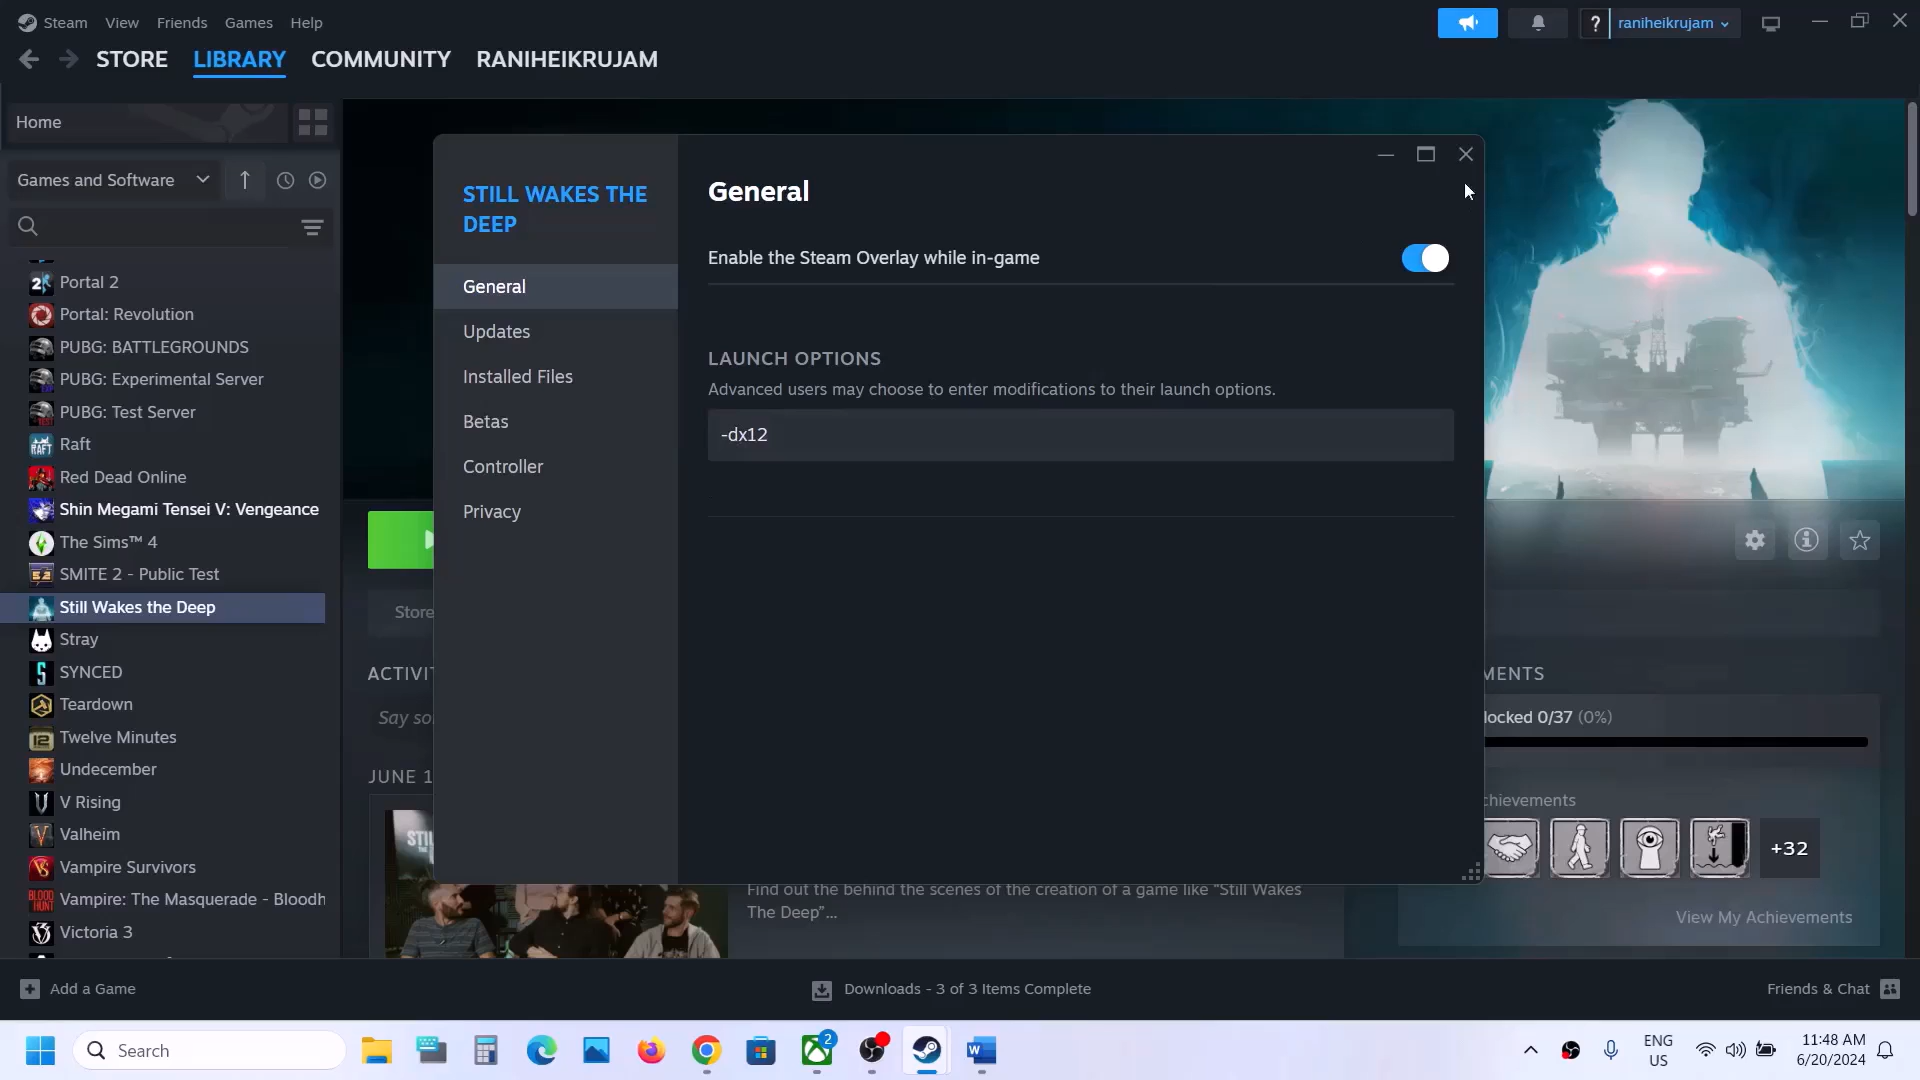 Steam View Friends Games Help
raniheikrujam
STORE LIBRARY COMMUNITY RANIHEIKRUJAM
Home
Games and Software
Portal 2
Portal: Revolution
PUBG: BATTLEGROUNDS
PUBG: Experimental Server
PUBG: Test Server
Raft
Red Dead Online
Shin Megami Tensei V: Vengeance
The Sims™ 4
SMITE 2 - Public Test
Still Wakes the Deep
Stray
SYNCED
Teardown
Twelve Minutes
Undecember
V Rising
Valheim
Vampire Survivors
Vampire: The Masquerade - Bloodh
Victoria 3
STILL WAKES THE
DEEP
General
Updates
Installed Files
Betas
Controller
Privacy
General
Enable the Steam Overlay while in-game
LAUNCH OPTIONS
Advanced users may choose to enter modifications to their launch options.
-dx12
Store
ACTIVIT
Say so
JUNE 1
Find out the behind the scenes of the creation of a game like “Still Wakes
The Deep”...
MENTS
locked 0/37 (0%)
chievements
+32
View My Achievements
Add a Game
Downloads - 3 of 3 Items Complete
Friends & Chat
Search
2
ENG
US
11:48 AM
6/20/2024